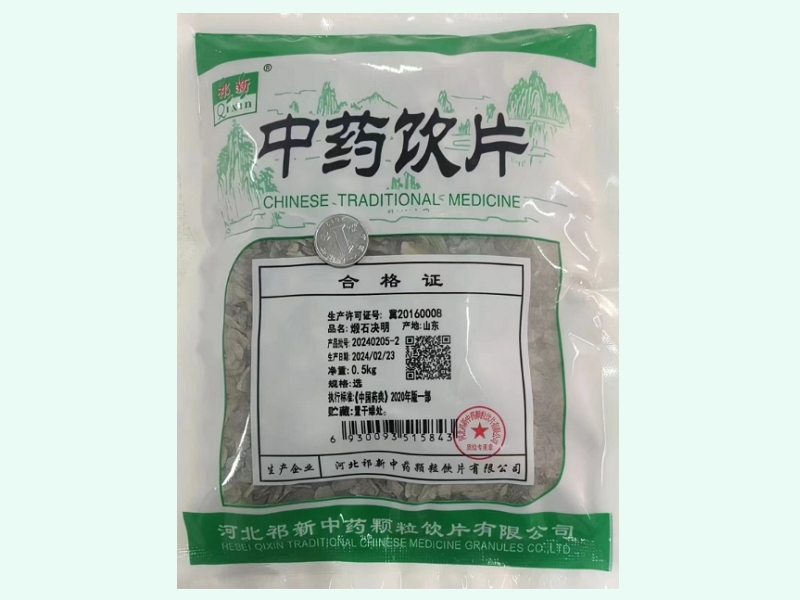 祁新
Qixin
®
中药饮片
CHINESE TRADITIONAL MEDICINE
合格证
生产许可证号: 冀20160008
品名: 煅石决明 产地: 山东
产品批号: 20240205-2
生产日期: 2024/02/23
净重: 0.5kg
规格: 选
执行标准:《中国药典》2020年版一部
贮藏: 置干燥处。
6 930093 515843
质检专用章
生产企业 河北祁新中药颗粒饮片有限公司
河北祁新中药颗粒饮片有限公司
HEBEI QIXIN TRADITIONAL CHINESE MEDICINE GRANULES CO.,LTD